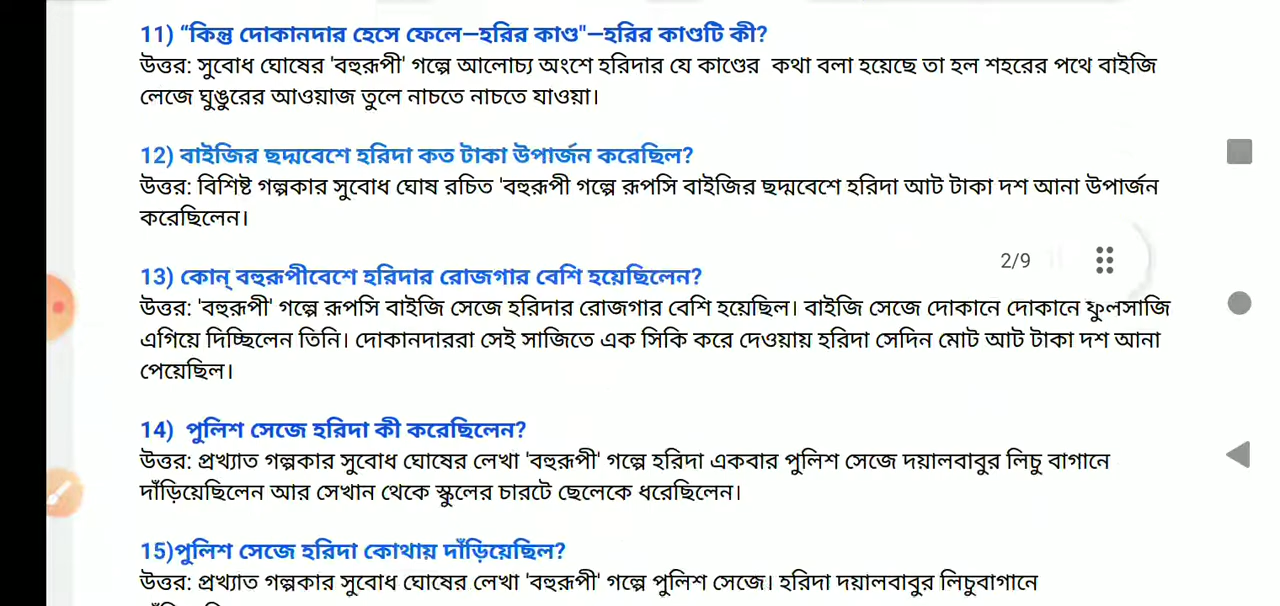 11) “কিন্তু দোকানদার হেসে ফেলে—হরির কাণ্ড"—হরির কাণ্ডটি কী?
উত্তর: সুবোধ ঘোষের 'বহুরূপী' গল্পে আলোচ্য অংশে হরিদার যে কাণ্ডের কথা বলা হয়েছে তা হল শহরের পথে বাইজি
লেজে ঘুঙুরের আওয়াজ তুলে নাচতে নাচতে যাওয়া।
12) বাইজির ছদ্মবেশে হরিদা কত টাকা উপার্জন করেছিল?
উত্তর: বিশিষ্ট গল্পকার সুবোধ ঘোষ রচিত 'বহুরূপী গল্পে রূপসি বাইজির ছদ্মবেশে হরিদা আট টাকা দশ আনা উপার্জন
করেছিলেন।
2/9
13) কোন্ বহুরূপীবেশে হরিদার রোজগার বেশি হয়েছিলেন?
উত্তর: 'বহুরূপী' গল্পে রূপসি বাইজি সেজে হরিদার রোজগার বেশি হয়েছিল। বাইজি সেজে দোকানে দোকানে ফুলসাজি
এগিয়ে দিচ্ছিলেন তিনি। দোকানদাররা সেই সাজিতে এক সিকি করে দেওয়ায় হরিদা সেদিন মোট আট টাকা দশ আনা
পেয়েছিল।
14) পুলিশ সেজে হরিদা কী করেছিলেন?
উত্তর: প্রখ্যাত গল্পকার সুবোধ ঘোষের লেখা 'বহুরূপী' গল্পে হরিদা একবার পুলিশ সেজে দয়ালবাবুর লিচু বাগানে
দাঁড়িয়েছিলেন আর সেখান থেকে স্কুলের চারটে ছেলেকে ধরেছিলেন।
15)পুলিশ সেজে হরিদা কোথায় দাঁড়িয়েছিল?
উত্তর: প্রখ্যাত গল্পকার সুবোধ ঘোষের লেখা 'বহুরূপী' গল্পে পুলিশ সেজে। হরিদা দয়ালবাবুর লিচুবাগানে